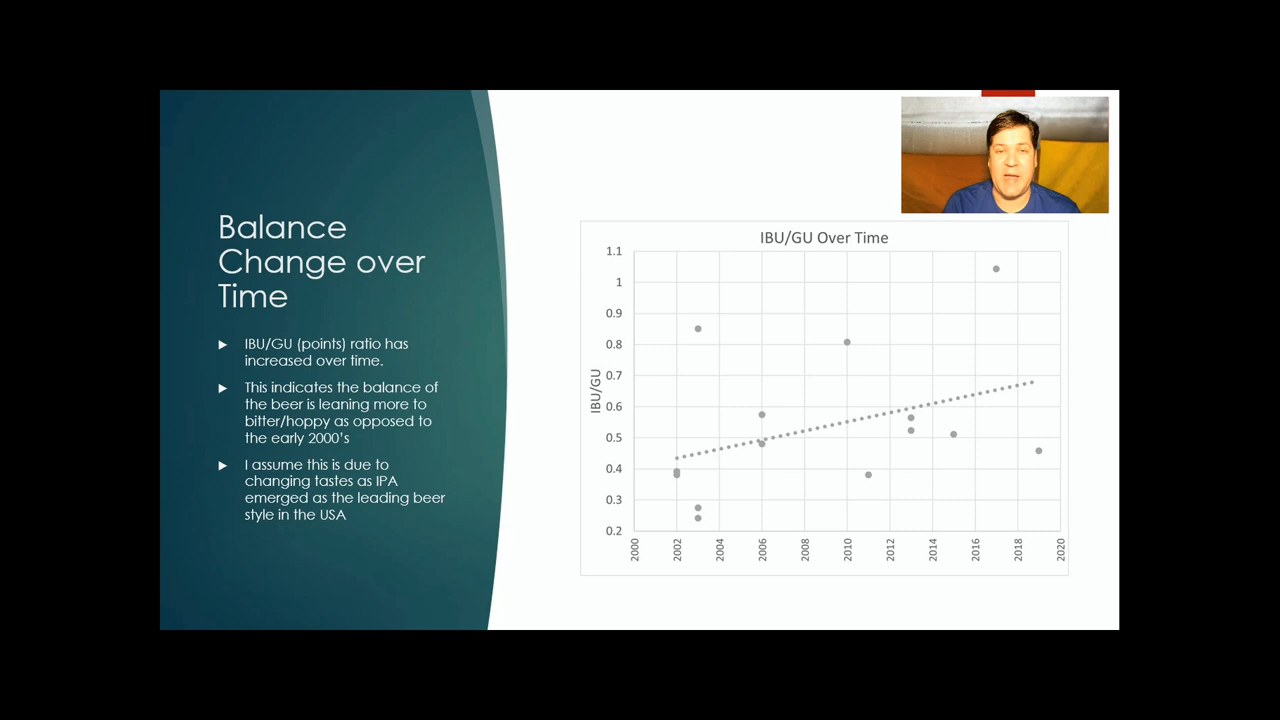 Balance
Change over
Time
IBU/GU (points) ratio has
increased over time.
This indicates the balance of
the beer is leaning more to
bitter/hoppy as opposed to
the early 2000's
I assume this is due to
changing tastes as IPA
emerged as the leading beer
style in the USA
IBU/GU Over Time
IBU/GU
1.1
1
0.9
0.8
0.7
0.6
0.5
0.4
0.3
0.2
2000
2002
2004
2006
2008
2010
2012
2014
2016
2018
2020